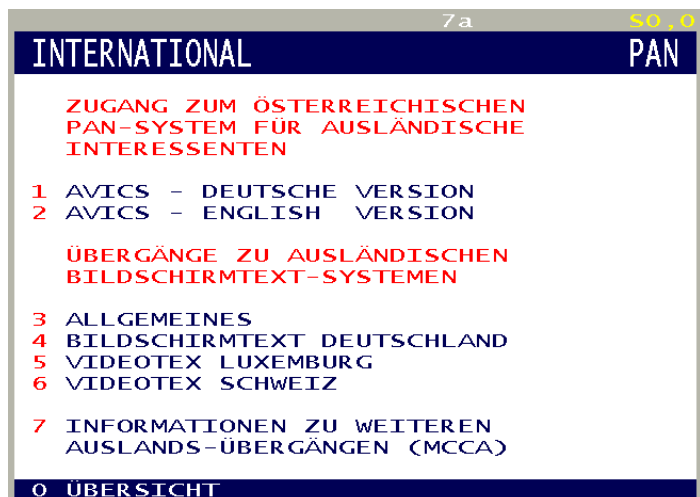 7a S0,0
INTERNATIONAL PAN
ZUGANG ZUM ÖSTERREICHISCHEN
PAN-SYSTEM FÜR AUSLÄNDISCHE
INTERESSENTEN
1 AVICS - DEUTSCHE VERSION
2 AVICS - ENGLISH VERSION
ÜBERGÄNGE ZU AUSLÄNDISCHEN
BILDSCHIRMTEXT-SYSTEMEN
3 ALLGEMEINES
4 BILDSCHIRMTEXT DEUTSCHLAND
5 VIDEOTEX LUXEMBURG
6 VIDEOTEX SCHWEIZ
7 INFORMATIONEN ZU WEITEREN
AUSLANDS-ÜBERGÄNGEN (MCCA)
0 ÜBERSICHT